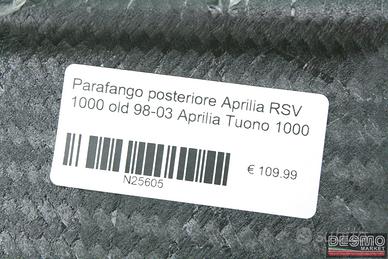 Parafango posteriore Aprilia RSV
1000 old 98-03 Aprilia Tuono 1000
N25605
€ 109.99
DESMO
MARKET